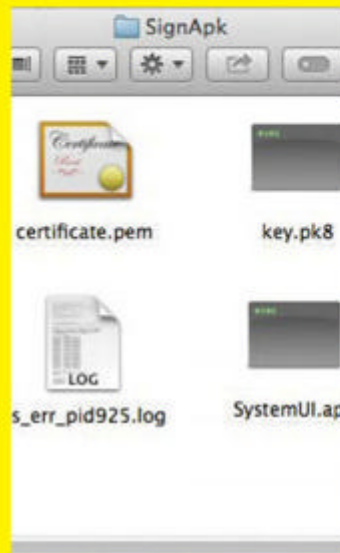 SignApk
certificate.pem
key.pk8
LOG
s_err_pid925.log
SystemUI.ap